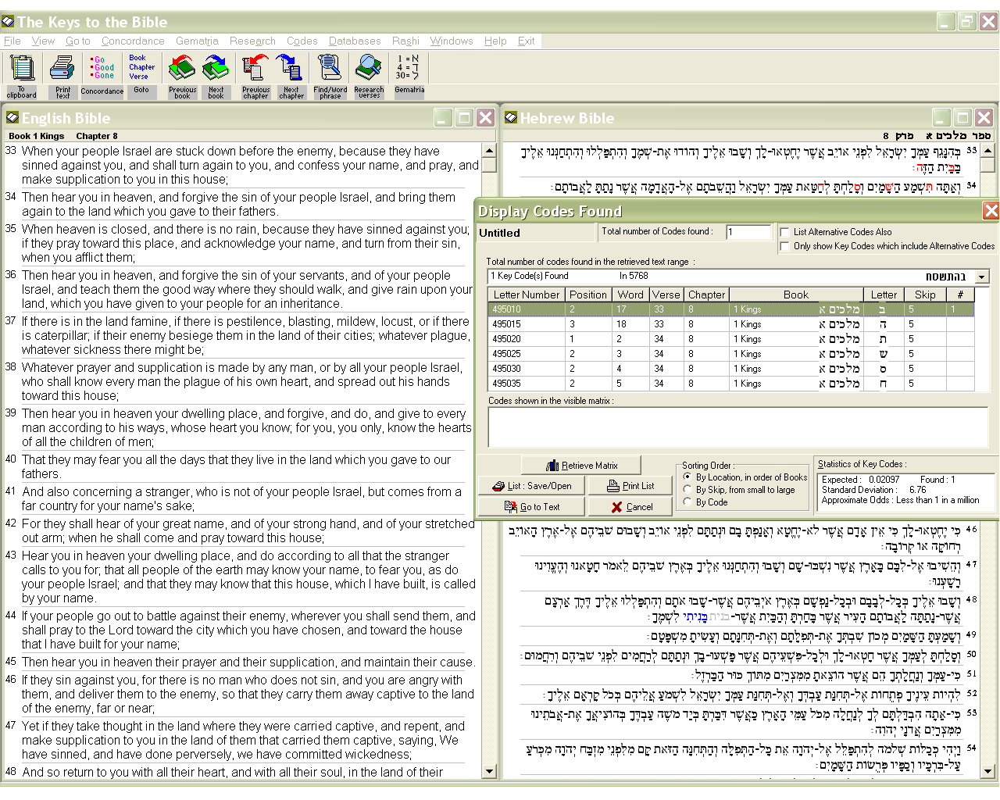 The Keys to the Bible
File View Go to Concordance Gematria Research Codes Databases Rashi Windows Help Exit
Go Good Gone
Book Chapter Verse
1 = א 4 = ד 30= ל
To clipboard Print text Concordance Goto Previous book Next book Previous chapter Next chapter Find/Word phrase Research verses Gematria
English Bible
Book 1 Kings Chapter 8
33 When your people Israel are stuck down before the enemy, because they have
sinned against you, and shall turn again to you, and confess your name, and pray, and
make supplication to you in this house;
34 Then hear you in heaven, and forgive the sin of your people Israel, and bring them
again to the land which you gave to their fathers.
35 When heaven is closed, and there is no rain, because they have sinned against you;
if they pray toward this place, and acknowledge your name, and turn from their sin,
when you afflict them;
36 Then hear you in heaven, and forgive the sin of your servants, and of your people
Israel, and teach them the good way where they should walk, and give rain upon your
land, which you have given to your people for an inheritance.
37 If there is in the land famine, if there is pestilence, blasting, mildew, locust, or if there
is caterpillar; if their enemy besiege them in the land of their cities; whatever plague,
whatever sickness there might be;
38 Whatever prayer and supplication is made by any man, or by all your people Israel,
who shall know every man the plague of his own heart, and spread out his hands
toward this house;
39 Then hear you in heaven your dwelling place, and forgive, and do, and give to every
man according to his ways, whose heart you know; for you, you only, know the hearts
of all the children of men;
40 That they may fear you all the days that they live in the land which you gave to our
fathers.
41 And also concerning a stranger, who is not of your people Israel, but comes from a
far country for your name's sake;
42 For they shall hear of your great name, and of your strong hand, and of your stretched
out arm; when he shall come and pray toward this house;
43 Hear you in heaven your dwelling place, and do according to all that the stranger
calls to you for; that all people of the earth may know your name, to fear you, as do
your people Israel; and that they may know that this house, which I have built, is called
by your name.
44 If your people go out to battle against their enemy, wherever you shall send them, and
shall pray to the Lord toward the city which you have chosen, and toward the house
that I have built for your name;
45 Then hear you in heaven their prayer and their supplication, and maintain their cause.
46 If they sin against you, for there is no man who does not sin, and you are angry with
them, and deliver them to the enemy, so that they carry them away captive to the land
of the enemy, far or near;
47 Yet if they take thought in the land where they were carried captive, and repent, and
make supplication to you in the land of them that carried them captive, saying, We
have sinned, and have done perversely, we have committed wickedness;
48 And so return to you with all their heart, and with all their soul, in the land of their
Hebrew Bible
ספר מלכים א פרק 8
33 בְּהִנָּגֵף עַמְּךָ יִשְׂרָאֵל לִפְנֵי אוֹיֵב אֲשֶׁר יֶחֶטְאוּ-לָךְ וְשָׁבוּ אֵלֶיךָ וְהוֹדוּ אֶת-שְׁמֶךָ וְהִתְפַּלְלוּ וְהִתְחַנְּנוּ אֵלֶיךָ
בַּבַּיִת הַזֶּה:
34 וְאַתָּה תִּשְׁמַע הַשָּׁמַיִם וְסָלַחְתָּ לְחַטַּאת עַמְּךָ יִשְׂרָאֵל וַהֲשֵׁבֹתָם אֶל-הָאֲדָמָה אֲשֶׁר נָתַתָּ לַאֲבוֹתָם:
Display Codes Found
Untitled
Total number of Codes found : 1
List Alternative Codes Also
Only show Key Codes which include Alternative Codes
Total number of codes found in the retrieved text range :
1 Key Code(s) Found In 5768 בהתשסח
Letter Number Position Word Verse Chapter Book Letter Skip #
495010 2 17 33 8 1 Kings מלכים א ב 5 1
495015 3 18 33 8 1 Kings מלכים א ה 5
495020 1 2 34 8 1 Kings מלכים א ת 5
495025 2 3 34 8 1 Kings מלכים א ש 5
495030 2 4 34 8 1 Kings מלכים א ס 5
495035 2 5 34 8 1 Kings מלכים א ח 5
Codes shown in the visible matrix :
Retrieve Matrix
List : Save/Open Print List
Go to Text Cancel
Sorting Order :
By Location, in order of Books
By Skip, from small to large
By Code
Statistics of Key Codes :
Expected : 0.02097 Found : 1
Standard Deviation : 6.76
Approximate Odds : Less than 1 in a million
46 כִּי יֶחֶטְאוּ-לָךְ כִּי אֵין אָדָם אֲשֶׁר לֹא-יֶחֱטָא וְאָנַפְתָּ בָם וּנְתַתָּם לִפְנֵי אוֹיֵב וְשָׁבוּם שֹׁבֵיהֶם אֶל-אֶרֶץ הָאוֹיֵב
רְחוֹקָה אוֹ קְרוֹבָה:
47 וְהֵשִׁיבוּ אֶל-לִבָּם בָּאָרֶץ אֲשֶׁר נִשְׁבּוּ-שָׁם וְשָׁבוּ וְהִתְחַנְּנוּ אֵלֶיךָ בְּאֶרֶץ שֹׁבֵיהֶם לֵאמֹר חָטָאנוּ וְהֶעֱוִינוּ
רָשָׁעְנוּ:
48 וְשָׁבוּ אֵלֶיךָ בְּכָל-לְבָבָם וּבְכָל-נַפְשָׁם בְּאֶרֶץ אֹיְבֵיהֶם אֲשֶׁר-שָׁבוּ אֹתָם וְהִתְפַּלְלוּ אֵלֶיךָ דֶּרֶךְ אַרְצָם
אֲשֶׁר-נָתַתָּה לַאֲבוֹתָם הָעִיר אֲשֶׁר בָּחַרְתָּ וְהַבַּיִת אֲשֶׁר-בנית בָּנִיתִי לִשְׁמֶךָ:
49 וְשָׁמַעְתָּ הַשָּׁמַיִם מְכוֹן שִׁבְתְּךָ אֶת-תְּפִלָּתָם וְאֶת-תְּחִנָּתָם וְעָשִׂיתָ מִשְׁפָּטָם:
50 וְסָלַחְתָּ לְעַמְּךָ אֲשֶׁר חָטְאוּ-לָךְ וּלְכָל-פִּשְׁעֵיהֶם אֲשֶׁר פָּשְׁעוּ-בָךְ וּנְתַתָּם לְרַחֲמִים לִפְנֵי שֹׁבֵיהֶם וְרִחֲמוּם:
51 כִּי-עַמְּךָ וְנַחֲלָתְךָ הֵם אֲשֶׁר הוֹצֵאתָ מִמִּצְרַיִם מִתּוֹךְ כּוּר הַבַּרְזֶל:
52 לִהְיוֹת עֵינֶיךָ פְתֻחוֹת אֶל-תְּחִנַּת עַבְדְּךָ וְאֶל-תְּחִנַּת עַמְּךָ יִשְׂרָאֵל לִשְׁמֹעַ אֲלֵיהֶם בְּכֹל קָרְאָם אֵלֶיךָ:
53 כִּי-אַתָּה הִבְדַּלְתָּם לְךָ לְנַחֲלָה מִכֹּל עַמֵּי הָאָרֶץ כַּאֲשֶׁר דִּבַּרְתָּ בְּיַד מֹשֶׁה עַבְדֶּךָ בְּהוֹצִיאֲךָ אֶת-אֲבֹתֵינוּ
מִמִּצְרַיִם אֲדֹנָי יְהוִה:
54 וַיְהִי כְּכַלּוֹת שְׁלֹמֹה לְהִתְפַּלֵּל אֶל-יְהוָה אֵת כָּל-הַתְּפִלָּה וְהַתְּחִנָּה הַזֹּאת קָם מִלִּפְנֵי מִזְבַּח יְהוָה מִכְּרֹעַ
עַל-בִּרְכָּיו וְכַפָּיו פְּרֻשׂוֹת הַשָּׁמָיִם: